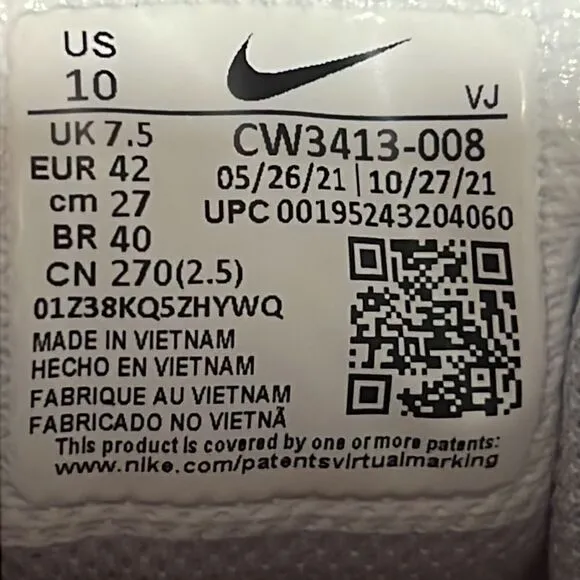 US
10
VJ
UK 7.5
EUR 42
cm 27
BR 40
CN 270(2.5)
CW3413-008
05/26/21 | 10/27/21
UPC 00195243204060
01Z38KQ5ZHYWQ
MADE IN VIETNAM
HECHO EN VIETNAM
FABRIQUE AU VIETNAM
FABRICADO NO VIETNÃ
This product is covered by one or more patents:
www.nike.com/patentsvirtualmarking